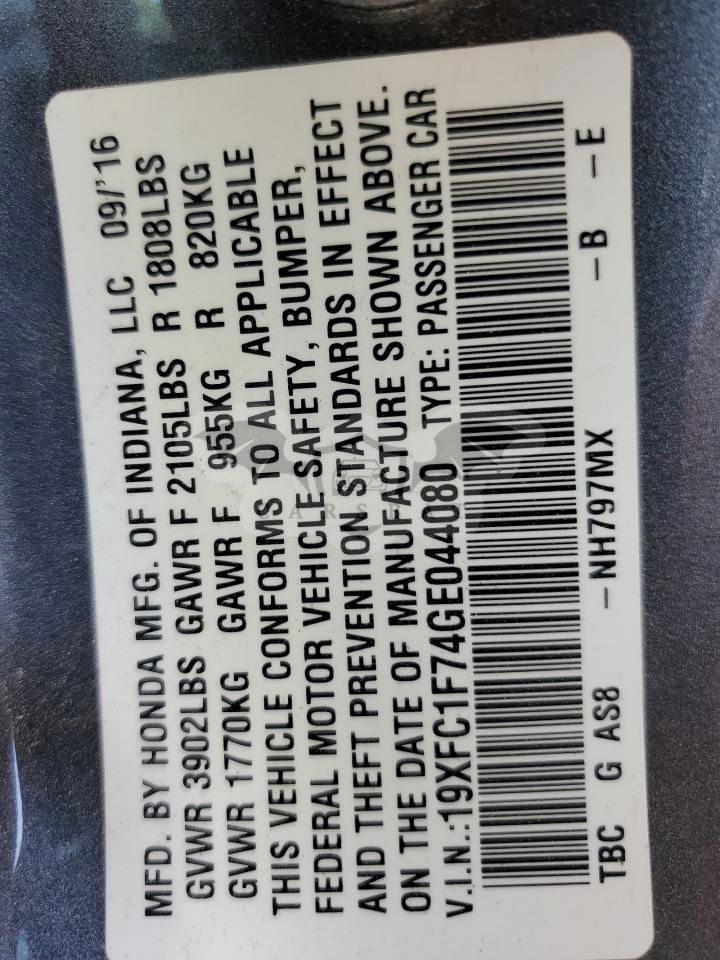 MFD. BY HONDA MFG. OF INDIANA, LLC 09/'16
GVWR 3902LBS GAWR F 2105LBS R 1808LBS
GVWR 1770KG GAWR F 955KG R 820KG
THIS VEHICLE CONFORMS TO ALL APPLICABLE
FEDERAL MOTOR VEHICLE SAFETY, BUMPER,
AND THEFT PREVENTION STANDARDS IN EFFECT
ON THE DATE OF MANUFACTURE SHOWN ABOVE.
V.I.N.:19XFC1F74GE044080 TYPE: PASSENGER CAR
TBC G AS8 -NH797MX -B -E